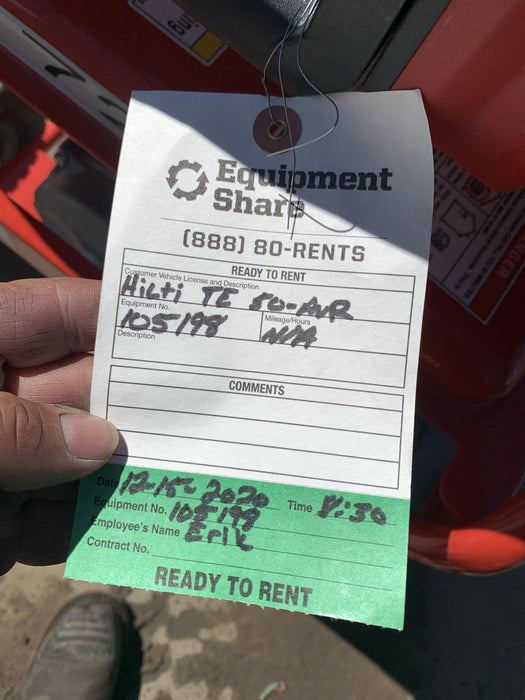 Equipment
Share
(888) 80-RENTS
READY TO RENT
Customer Vehicle License and Description
Hilti TE 50-AVR
Equipment No. Mileage/Hours
105198 N/A
Description
COMMENTS
Date 12-15-2020 Time 8:30
Equipment No. 105198
Employee's Name Erik
Contract No.
READY TO RENT